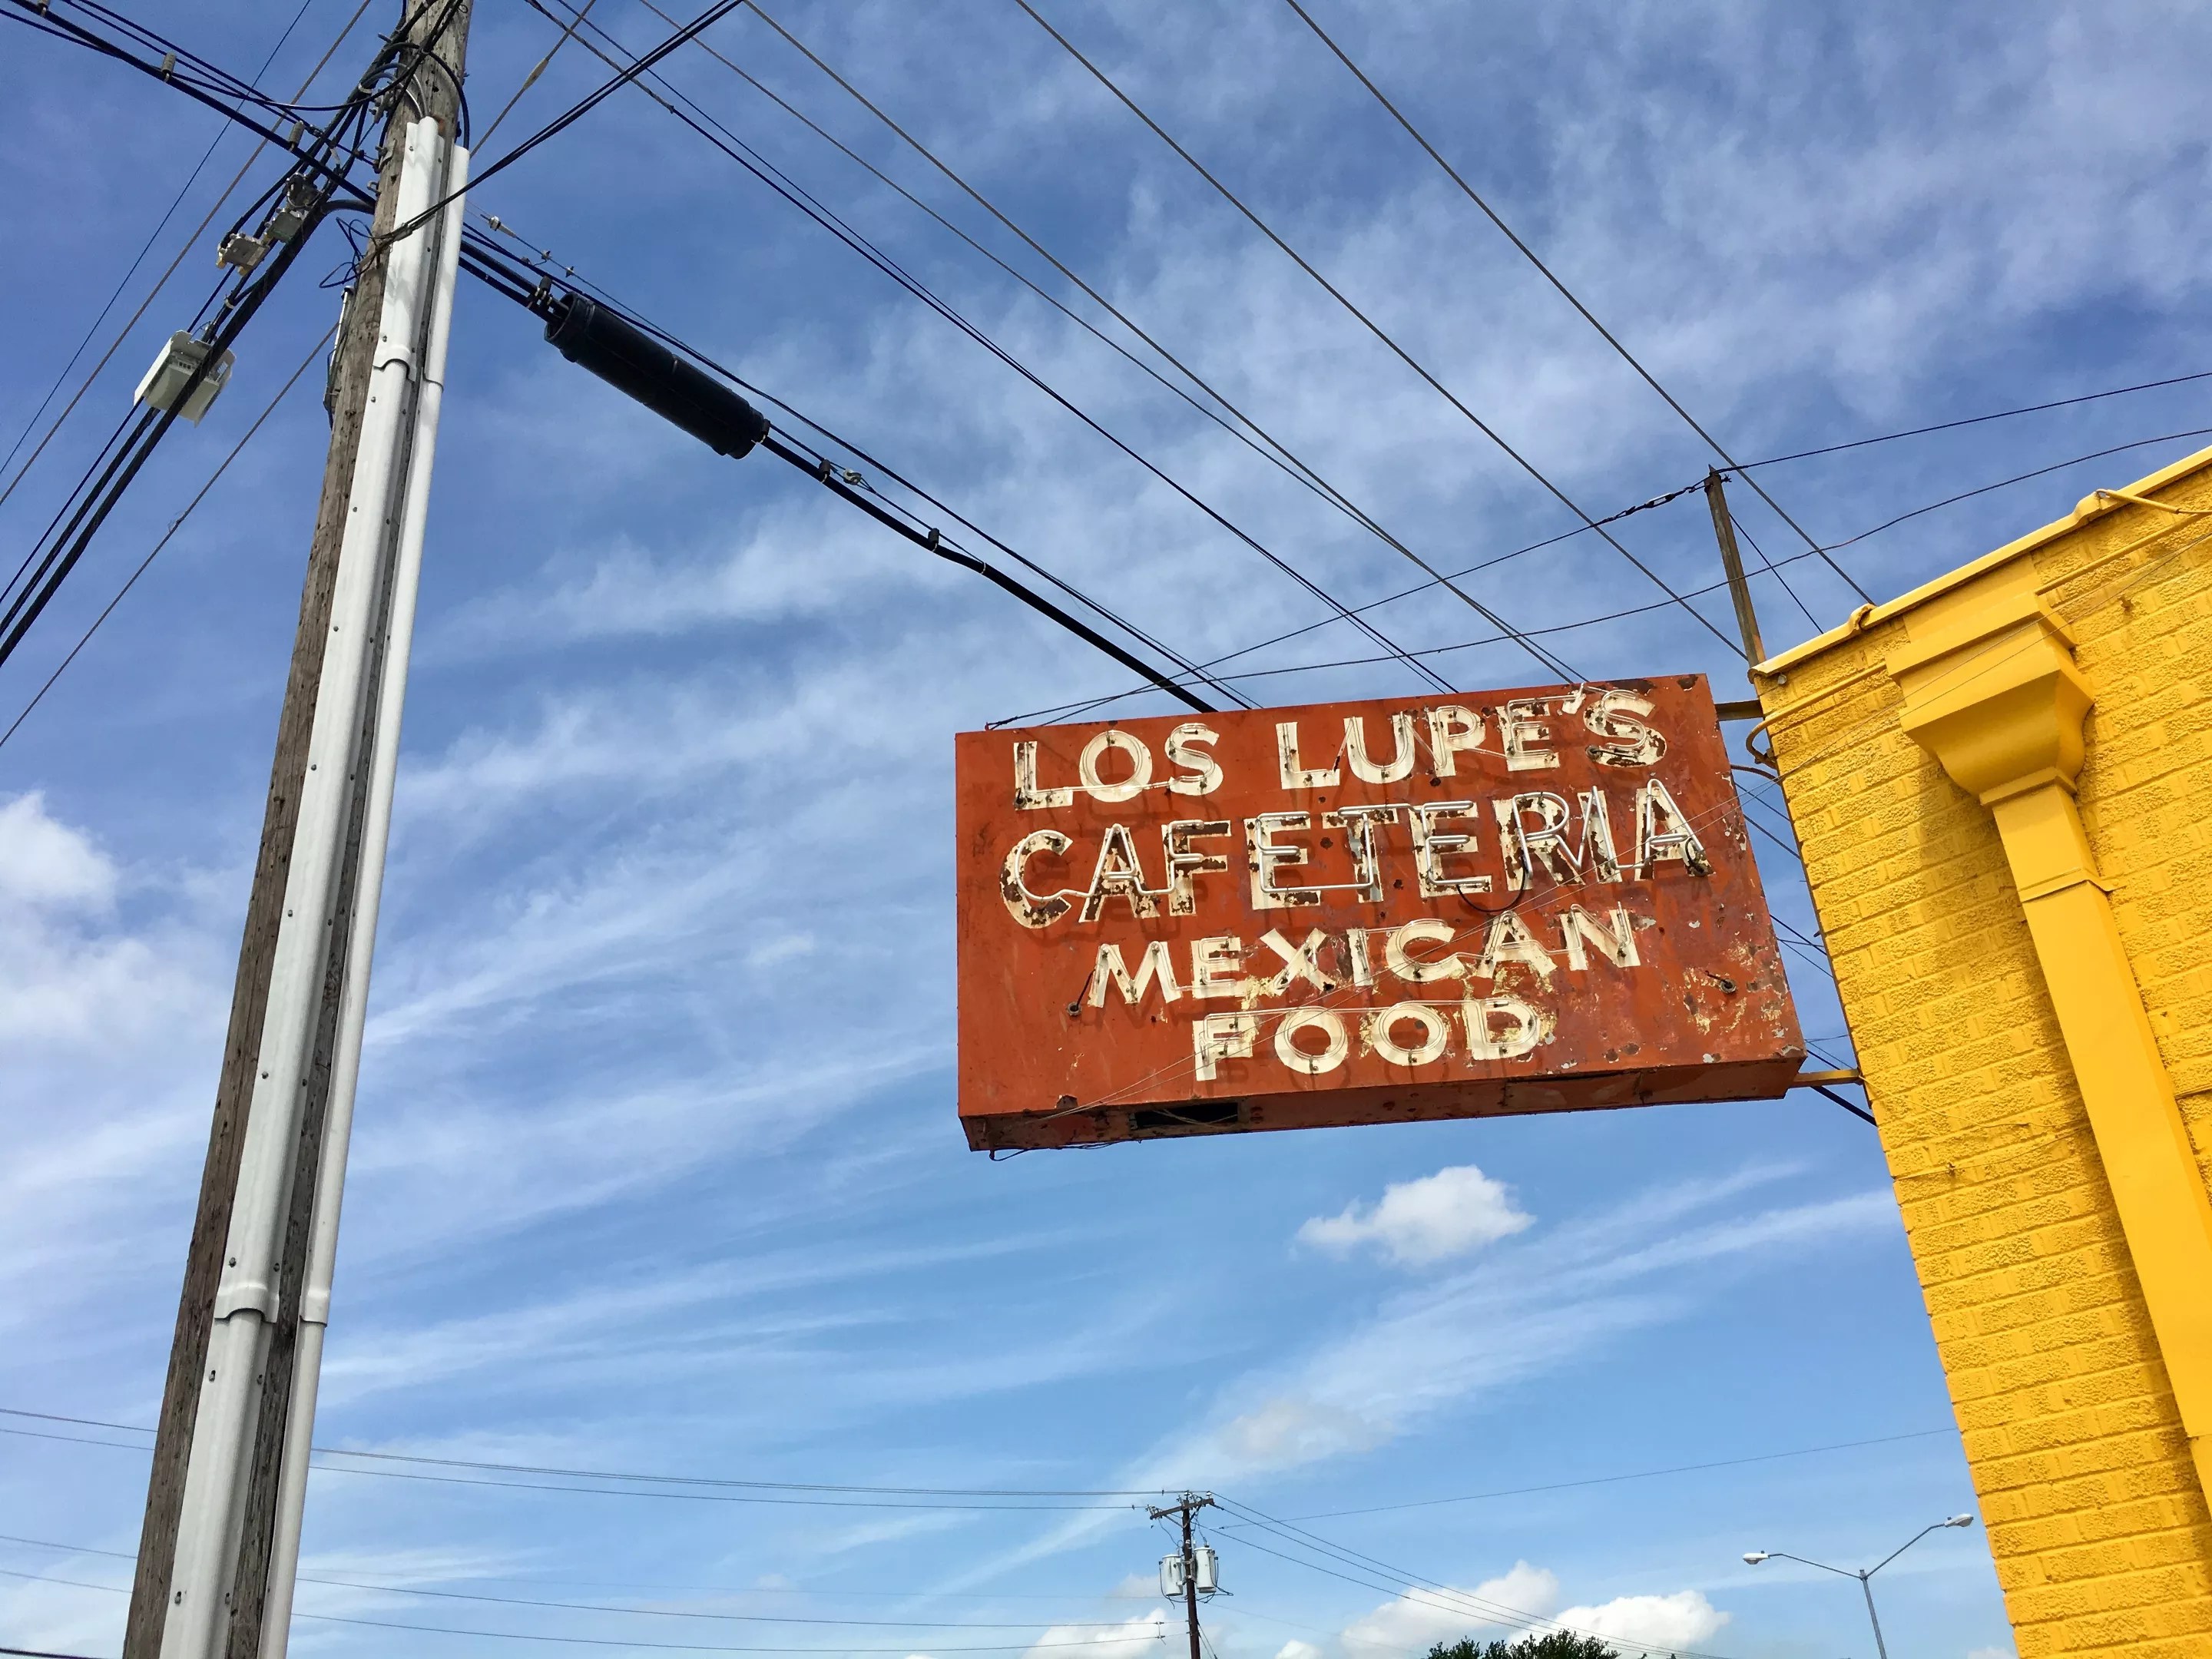 LOS LUPE'S
CAFETERIA
MEXICAN
FOOD